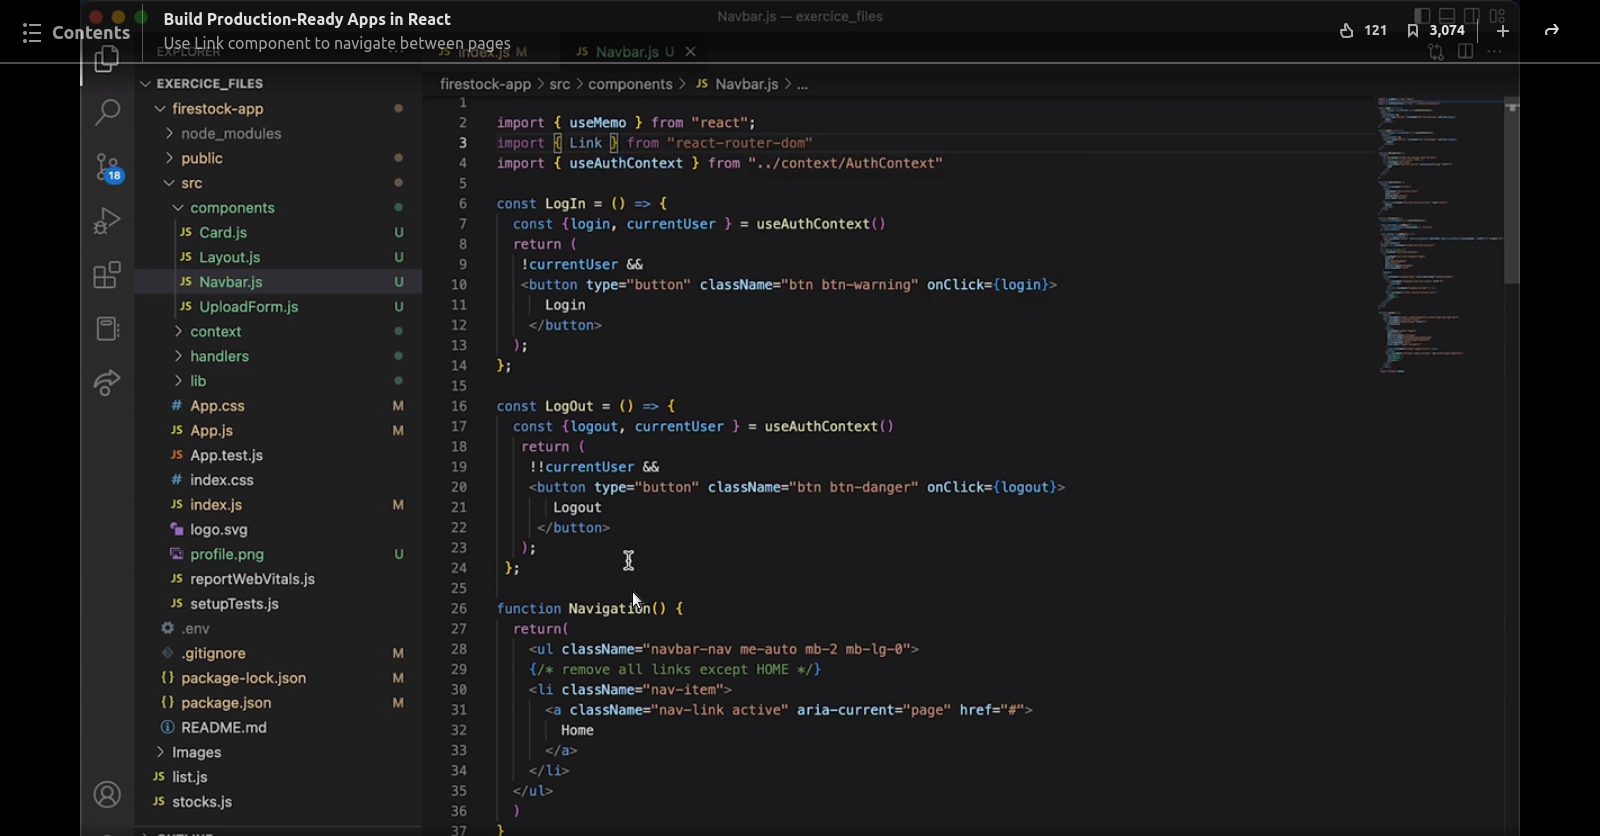 Navbar.js — exercice_files
Contents
Build Production-Ready Apps in React
Use Link component to navigate between pages
121
3,074
EXPLORER
JS index.js M
JS Navbar.js U
EXERCICE_FILES
firestock-app > src > components > JS Navbar.js > ...
firestock-app
node_modules
public
src
components
JS Card.js U
JS Layout.js U
JS Navbar.js U
JS UploadForm.js U
context
handlers
lib
# App.css M
JS App.js M
JS App.test.js
# index.css
JS index.js M
logo.svg
profile.png U
JS reportWebVitals.js
JS setupTests.js
.env
.gitignore M
{} package-lock.json M
{} package.json M
README.md
Images
JS list.js
JS stocks.js
OUTLINE
18
1
2 import { useMemo } from "react";
3 import { Link } from "react-router-dom"
4 import { useAuthContext } from "../context/AuthContext"
5
6 const LogIn = () => {
7 const {login, currentUser } = useAuthContext()
8 return (
9 !currentUser &&
10 <button type="button" className="btn btn-warning" onClick={login}>
11 Login
12 </button>
13 );
14 };
15
16 const LogOut = () => {
17 const {logout, currentUser } = useAuthContext()
18 return (
19 !!currentUser &&
20 <button type="button" className="btn btn-danger" onClick={logout}>
21 Logout
22 </button>
23 );
24 };
25
26 function Navigation() {
27 return(
28 <ul className="navbar-nav me-auto mb-2 mb-lg-0">
29 {/* remove all links except HOME */}
30 <li className="nav-item">
31 <a className="nav-link active" aria-current="page" href="#">
32 Home
33 </a>
34 </li>
35 </ul>
36 )
37 }